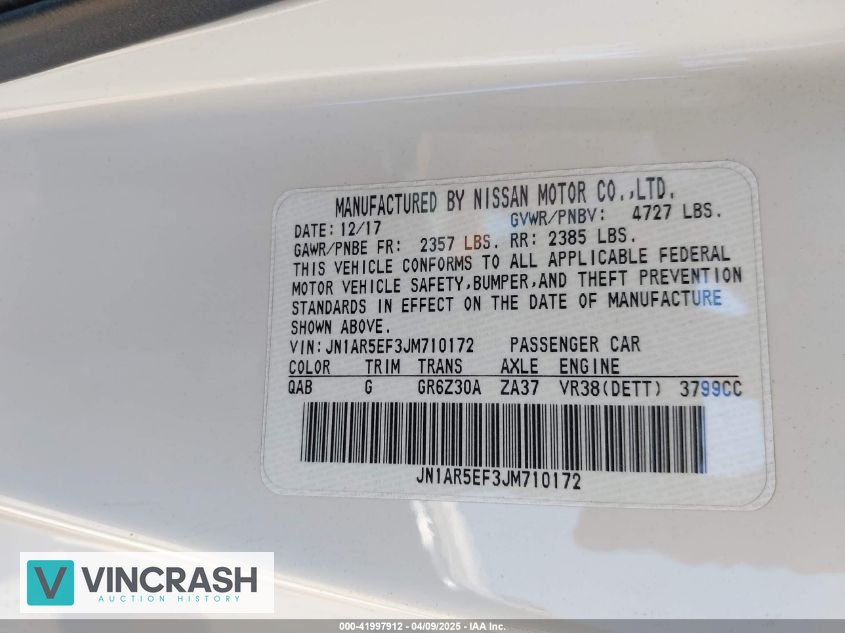 MANUFACTURED BY NISSAN MOTOR CO.,LTD.
DATE: 12/17 GVWR/PNBV: 4727 LBS.
GAWR/PNBE FR: 2357 LBS. RR: 2385 LBS.
THIS VEHICLE CONFORMS TO ALL APPLICABLE FEDERAL
MOTOR VEHICLE SAFETY,BUMPER,AND THEFT PREVENTION
STANDARDS IN EFFECT ON THE DATE OF MANUFACTURE
SHOWN ABOVE.
VIN:JN1AR5EF3JM710172 PASSENGER CAR
COLOR TRIM TRANS AXLE ENGINE
QAB G GR6Z30A ZA37 VR38(DETT) 3799CC
JN1AR5EF3JM710172
VINCRASH
AUCTION HISTORY
000-41997912 - 04/09/2025 - IAA Inc.